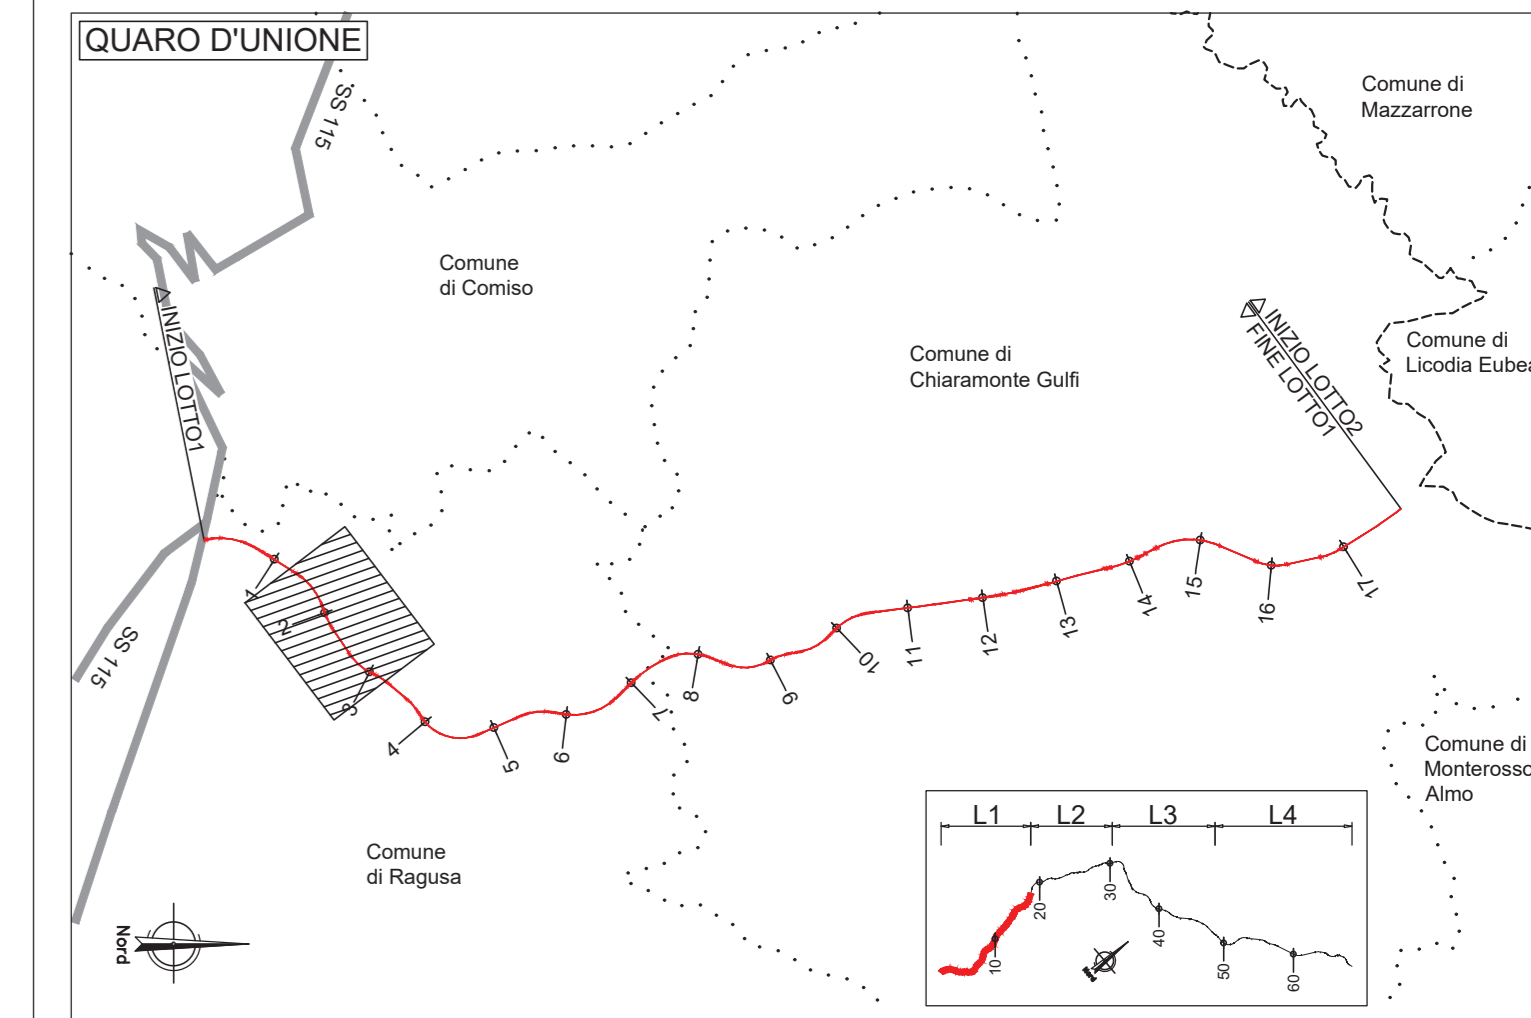 QUARO D'UNIONE
SS 115
Comune di
Mazzarrone
Comune
di Comiso
INIZIO LOTTO1
INIZIO LOTTO2
FINE LOTTO1
Comune di
Chiaramonte Gulfi
Comune di
Licodia Eubea
1
2
3
4
5
6
7
8
9
10
11
12
13
14
15
16
17
SS 115
Comune di
Monterosso
Almo
Comune
di Ragusa
Nord
L1 L2 L3 L4
10
20
30
40
50
60